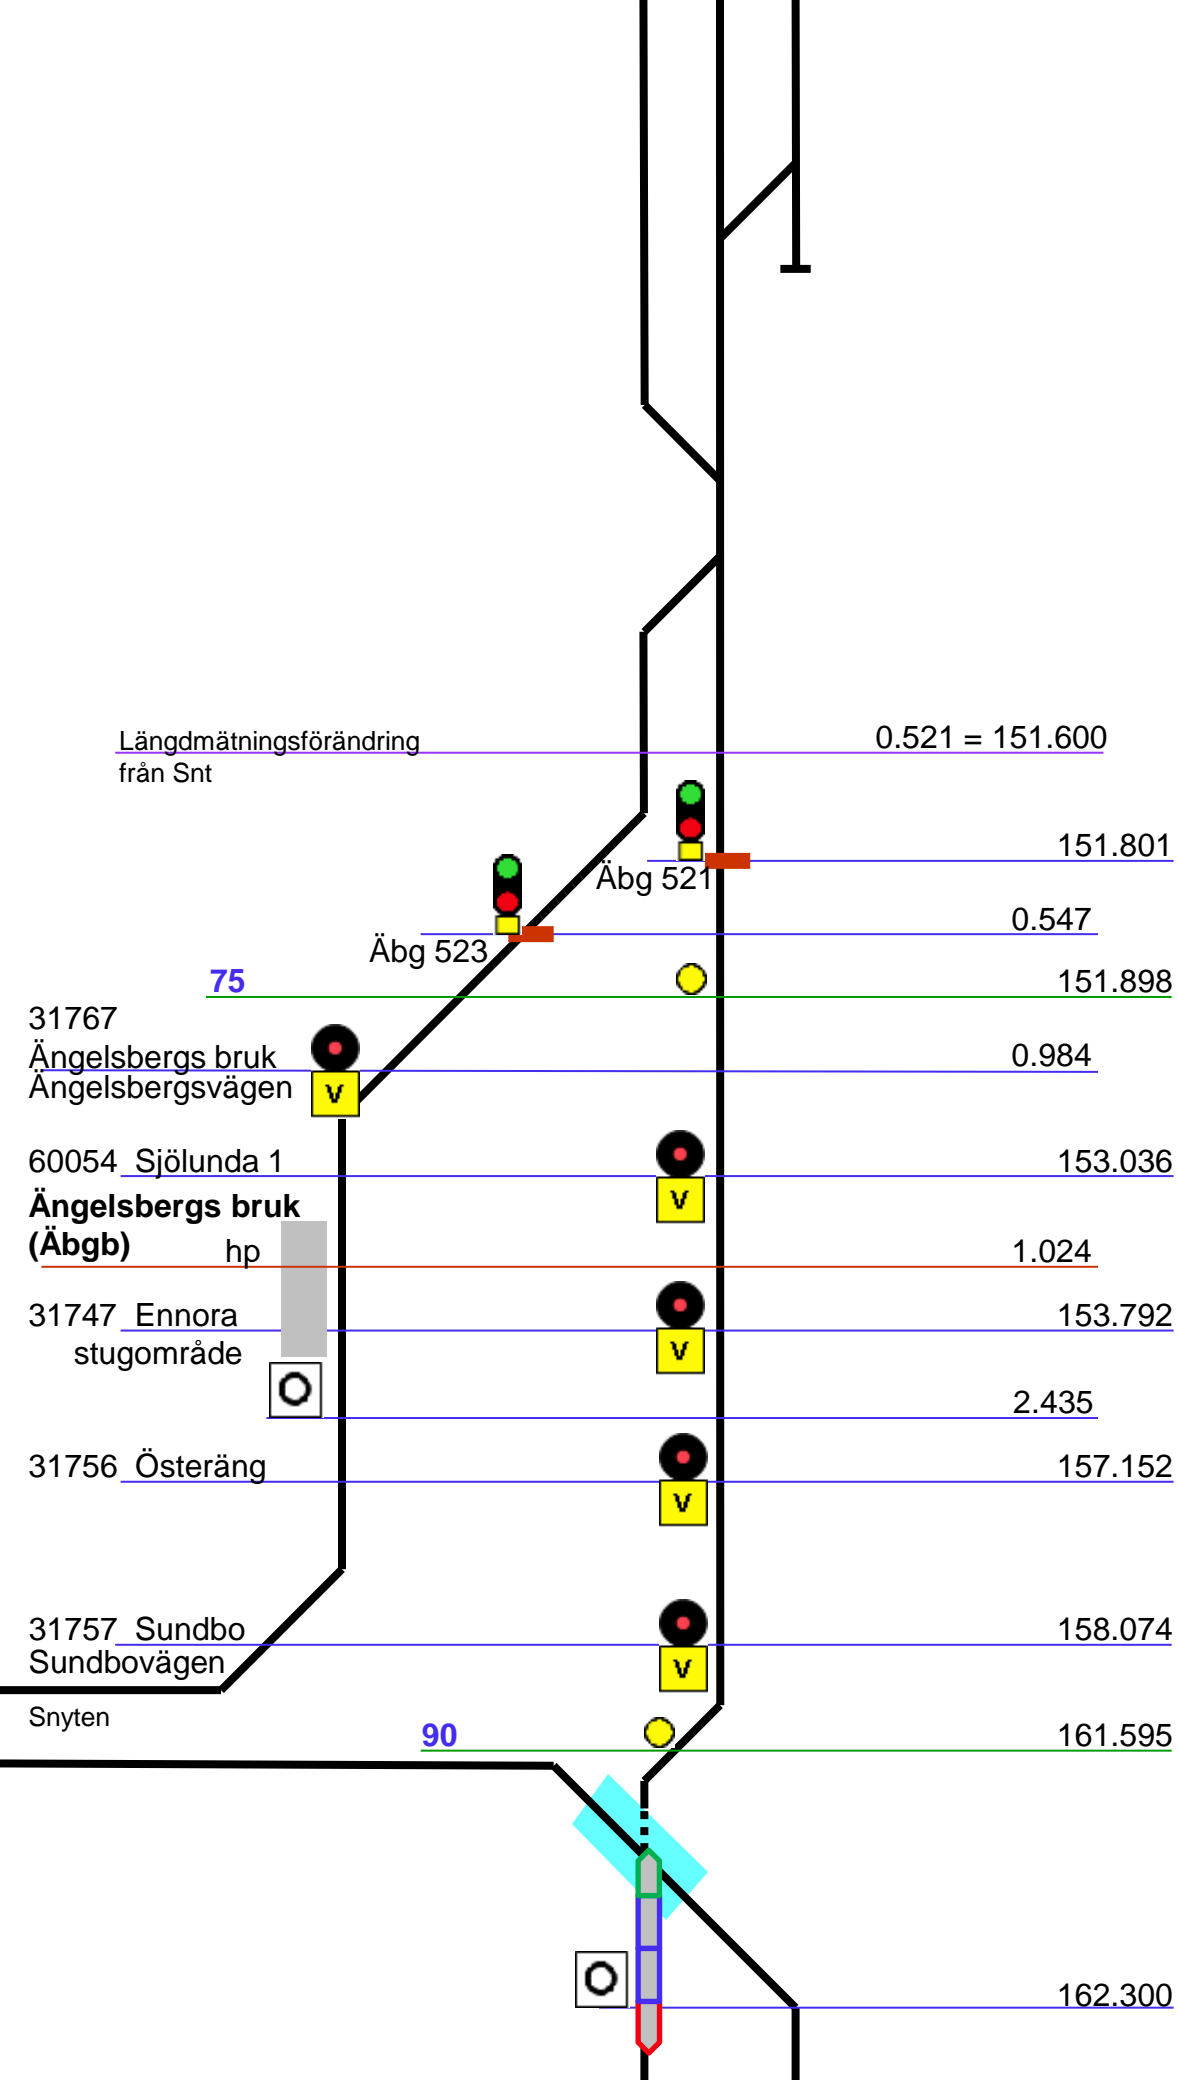 Längdmätningsförändring 0.521 = 151.600
från Snt
151.801
Äbg 521
0.547
Äbg 523
75 151.898
31767
Ängelsbergs bruk 0.984
Ängelsbergsvägen
V
60054 Sjölunda 1 153.036
V
Ängelsbergs bruk
(Äbgb) hp 1.024
31747 Ennora 153.792
stugområde V
O
2.435
31756 Österäng 157.152
V
31757 Sundbo 158.074
Sundbovägen V
Snyten
90 161.595
O
162.300